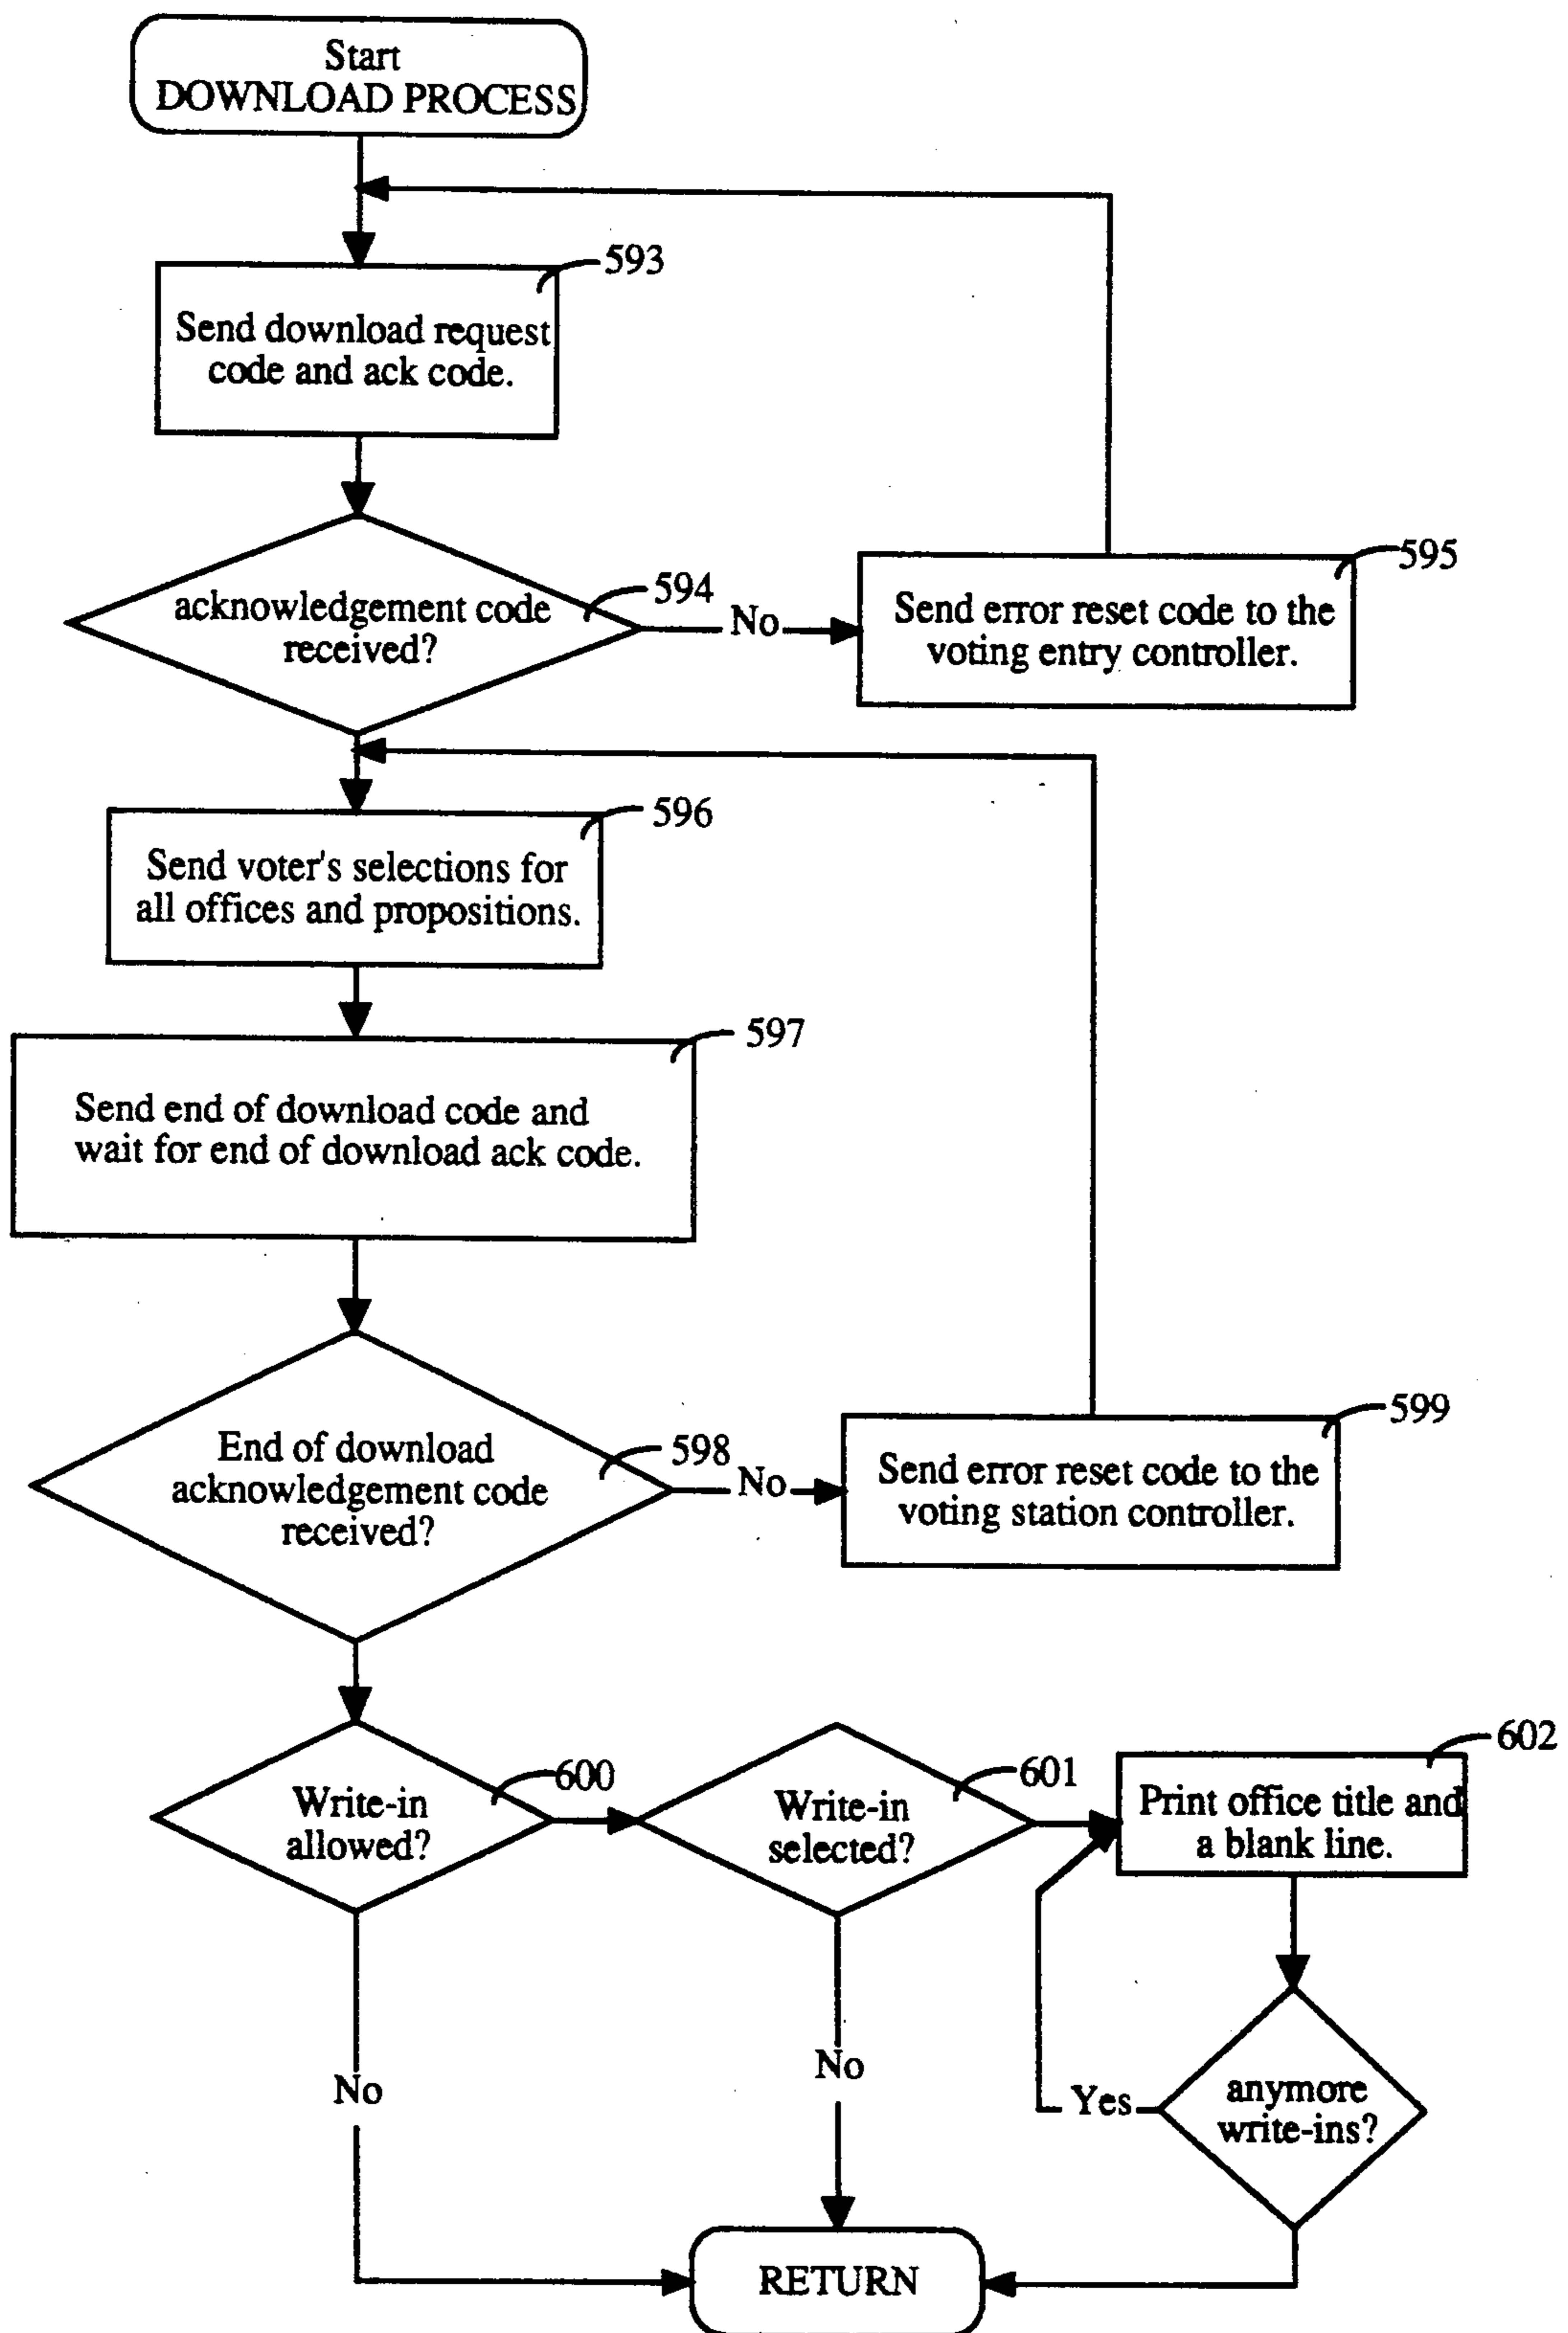 Start
DOWNLOAD PROCESS
593
Send download request
code and ack code.
594
acknowledgement code
received?
No
595
Send error reset code to the
voting entry controller.
596
Send voter's selections for
all offices and propositions.
597
Send end of download code and
wait for end of download ack code.
598
End of download
acknowledgement code
received?
No
599
Send error reset code to the
voting station controller.
600
Write-in
allowed?
601
Write-in
selected?
602
Print office title and
a blank line.
No
No
Yes
anymore
write-ins?
RETURN